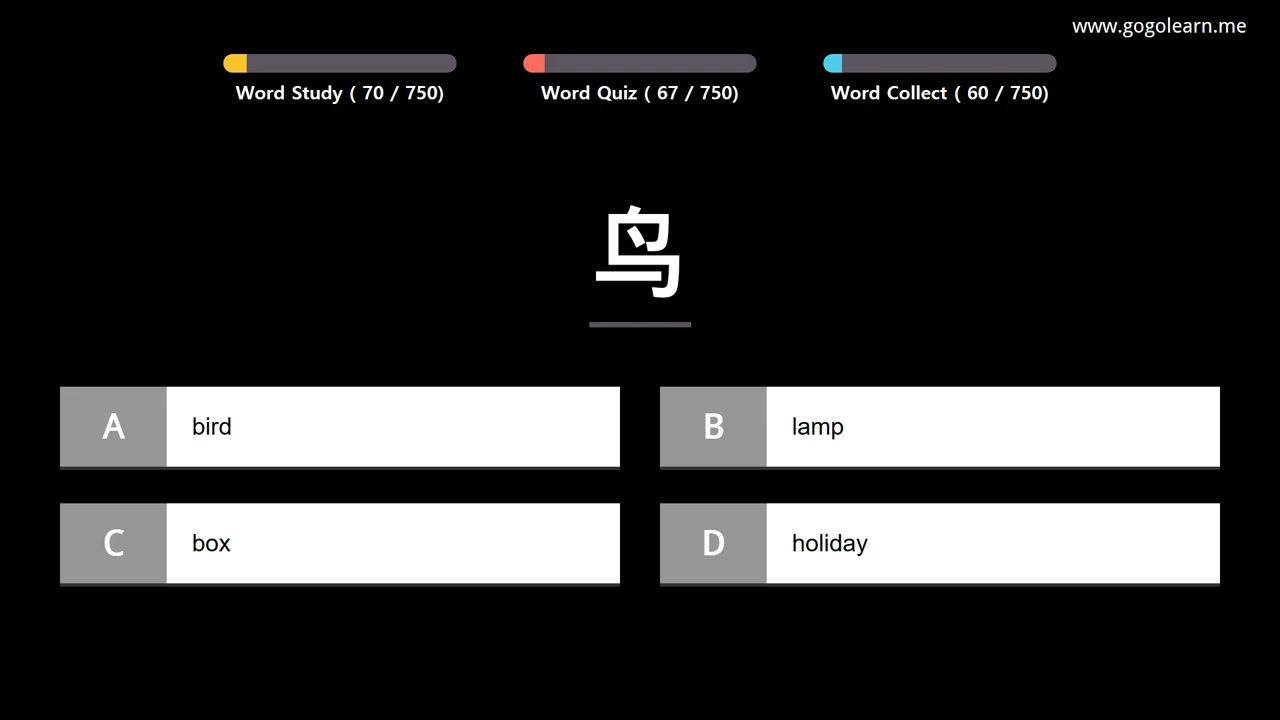 www.gogolearn.me
Word Study ( 70 / 750)
Word Quiz ( 67 / 750)
Word Collect ( 60 / 750)
鸟
A bird
B lamp
C box
D holiday